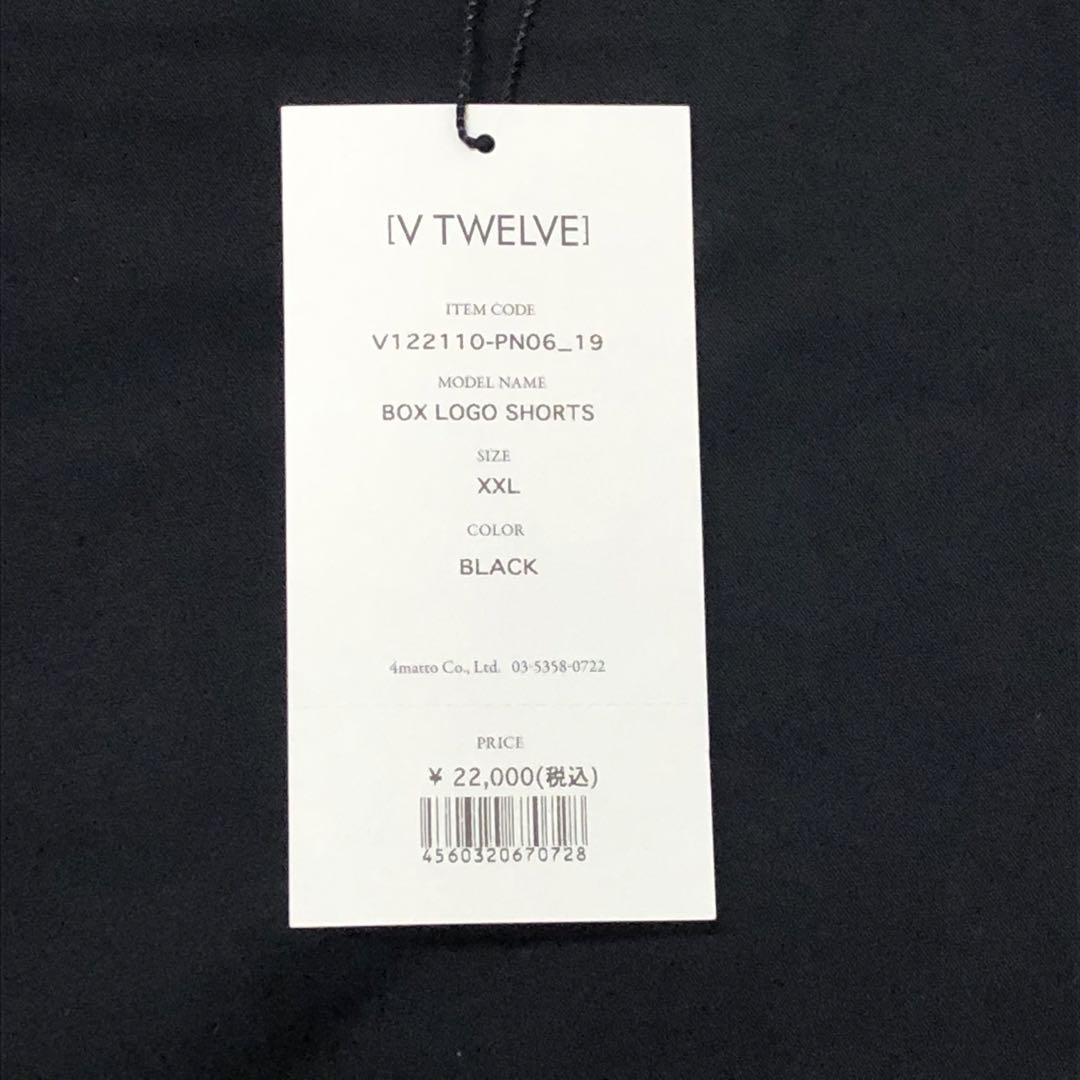 [V TWELVE]
ITEM CODE
V122110-PN06_19
MODEL NAME
BOX LOGO SHORTS
SIZE
XXL
COLOR
BLACK
4matto Co., Ltd. 03-5358-0722
PRICE
¥ 22,000(税込)
4560320670728